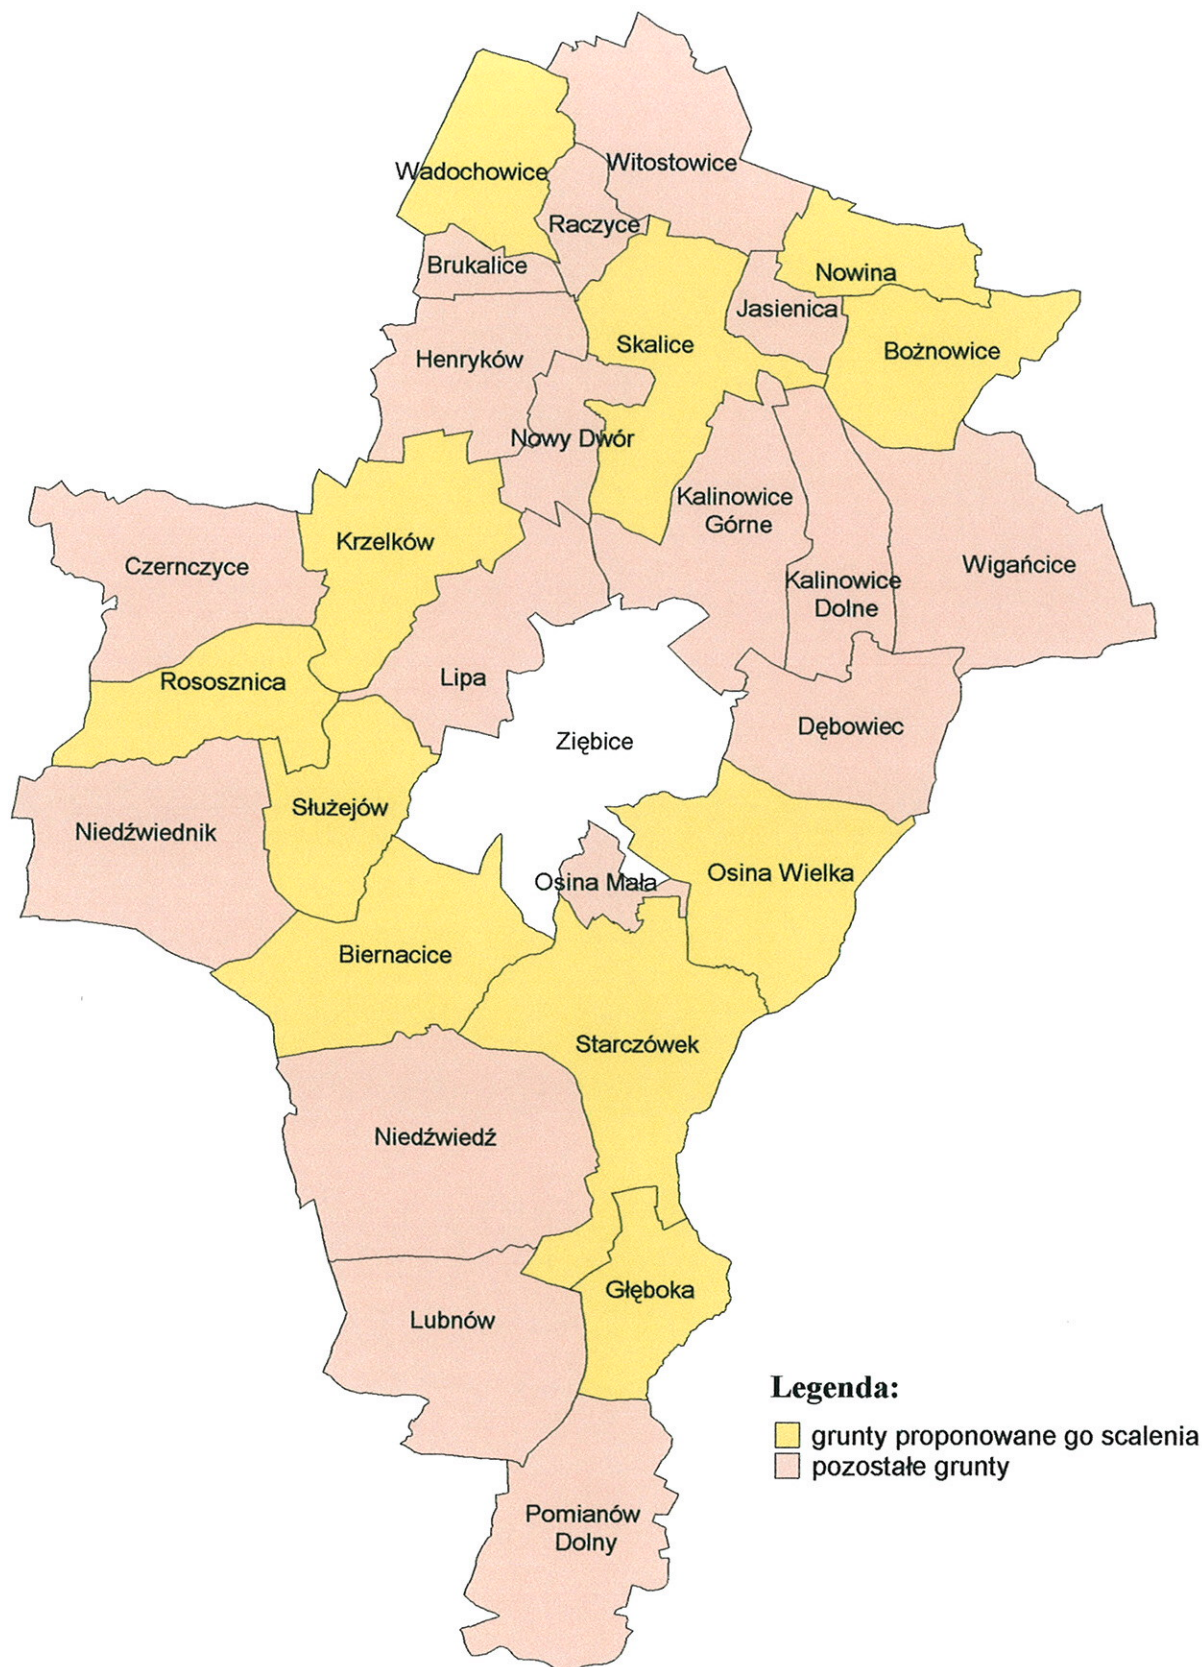 Witostowice
Wadochowice
Raczyce
Brukalice
Nowina
Jasienica
Skalice
Bożnowice
Henryków
Nowy Dwór
Kalinowice
Górne
Krzelków
Czernczyce
Wigańcice
Kalinowice
Dolne
Lipa
Rososznica
Dębowiec
Ziębice
Służejów
Niedźwiednik
Osina Wielka
Osina Mała
Biernacice
Starczówek
Niedźwiedź
Głęboka
Lubnów
Legenda:
grunty proponowane go scalenia
pozostałe grunty
Pomianów
Dolny